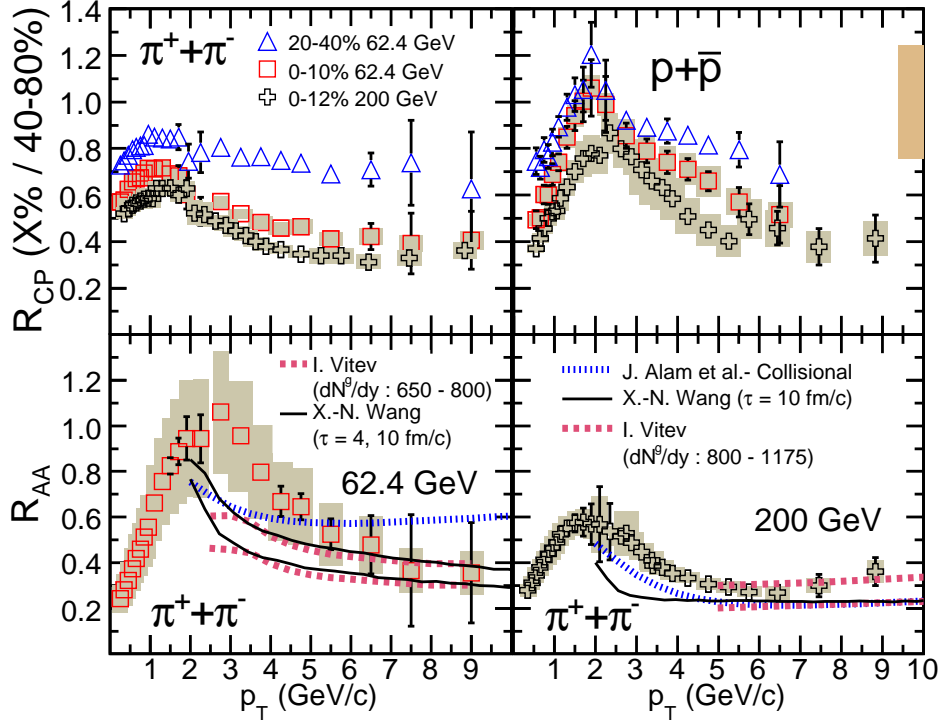 R_CP (X% / 40-80%)
1.4
1.2
1.0
0.8
0.6
0.4
0.2
π⁺+π⁻
20-40% 62.4 GeV
0-10% 62.4 GeV
0-12% 200 GeV
p+p̅
R_AA
1.2
1.0
0.8
0.6
0.4
0.2
I. Vitev
(dN^g/dy : 650 - 800)
X.-N. Wang
(τ = 4, 10 fm/c)
62.4 GeV
π⁺+π⁻
J. Alam et al.- Collisional
X.-N. Wang (τ = 10 fm/c)
I. Vitev
(dN^g/dy : 800 - 1175)
200 GeV
π⁺+π⁻
1 2 3 4 5 6 7 8 9
1 2 3 4 5 6 7 8 9 10
p_T (GeV/c)
p_T (GeV/c)